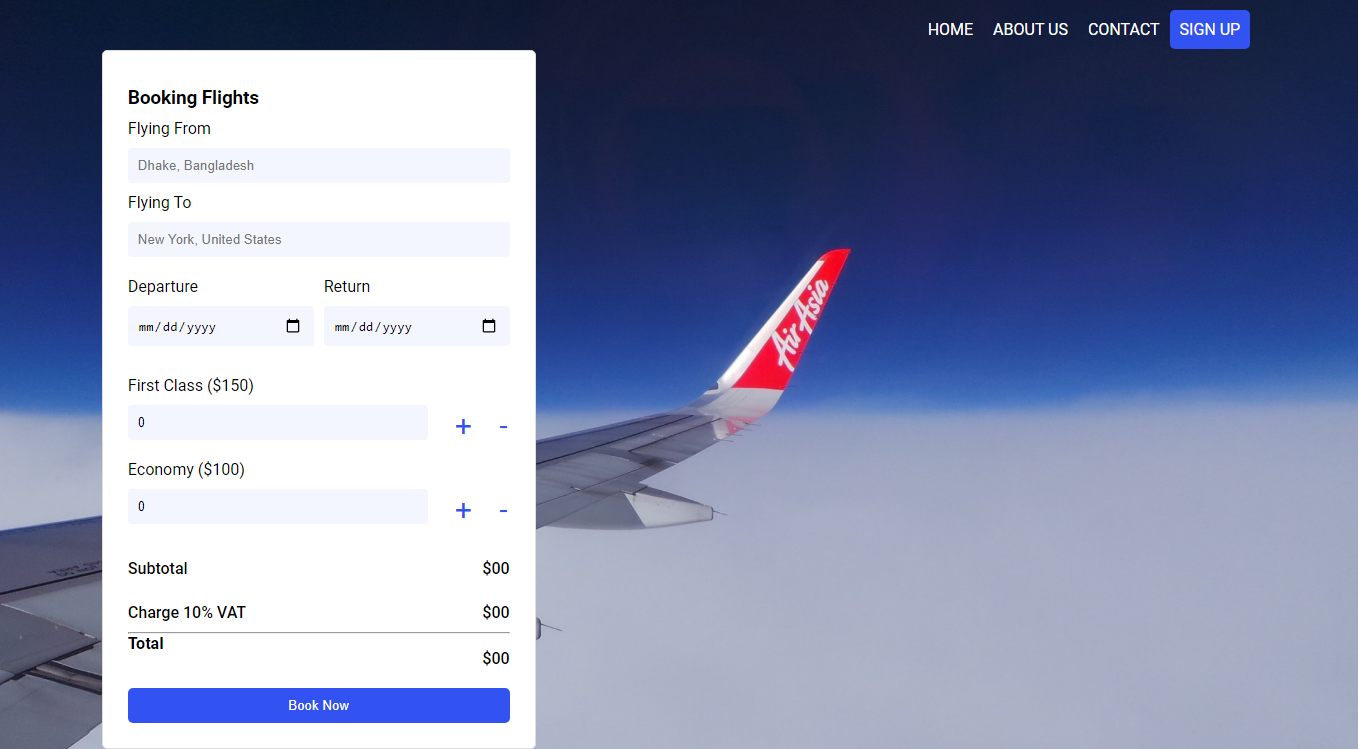 HOME ABOUT US CONTACT SIGN UP
Booking Flights
Flying From
Dhake, Bangladesh
Flying To
New York, United States
Departure Return
mm/dd/yyyy mm/dd/yyyy
First Class ($150)
0 + -
Economy ($100)
0 + -
Subtotal $00
Charge 10% VAT $00
Total
$00
Book Now
AirAsia